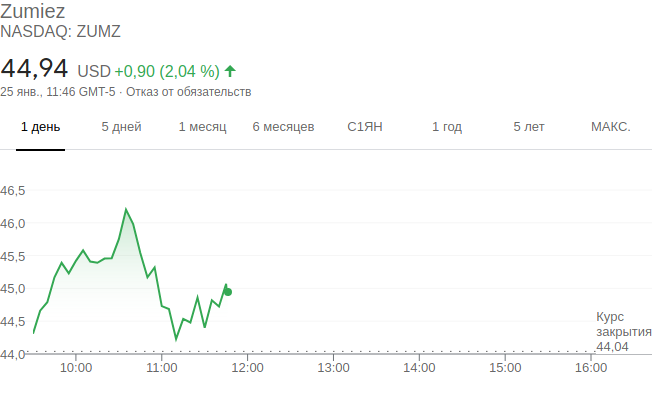 Zumiez
NASDAQ: ZUMZ
44,94 USD +0,90 (2,04 %)
25 янв., 11:46 GMT-5 · Отказ от обязательств
1 день 5 дней 1 месяц 6 месяцев С1ЯН 1 год 5 лет МАКС.
46,5
46,0
45,5
45,0
44,5
44,0
Курс
закрытия
44,04
10:00 11:00 12:00 13:00 14:00 15:00 16:00